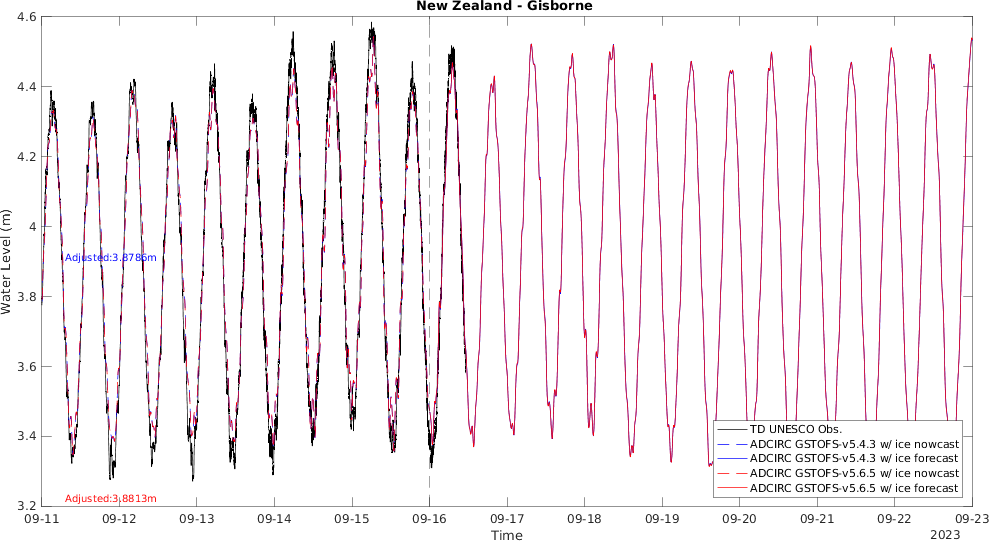 New Zealand - Gisborne
4.6
4.4
4.2
4
3.8
3.6
3.4
3.2
Water Level (m)
Adjusted:3.8786m
Adjusted:3.8813m
TD UNESCO Obs.
ADCIRC GSTOFS-v5.4.3 w/ ice nowcast
ADCIRC GSTOFS-v5.4.3 w/ ice forecast
ADCIRC GSTOFS-v5.6.5 w/ ice nowcast
ADCIRC GSTOFS-v5.6.5 w/ ice forecast
09-11 09-12 09-13 09-14 09-15 09-16 09-17 09-18 09-19 09-20 09-21 09-22 09-23
Time
2023